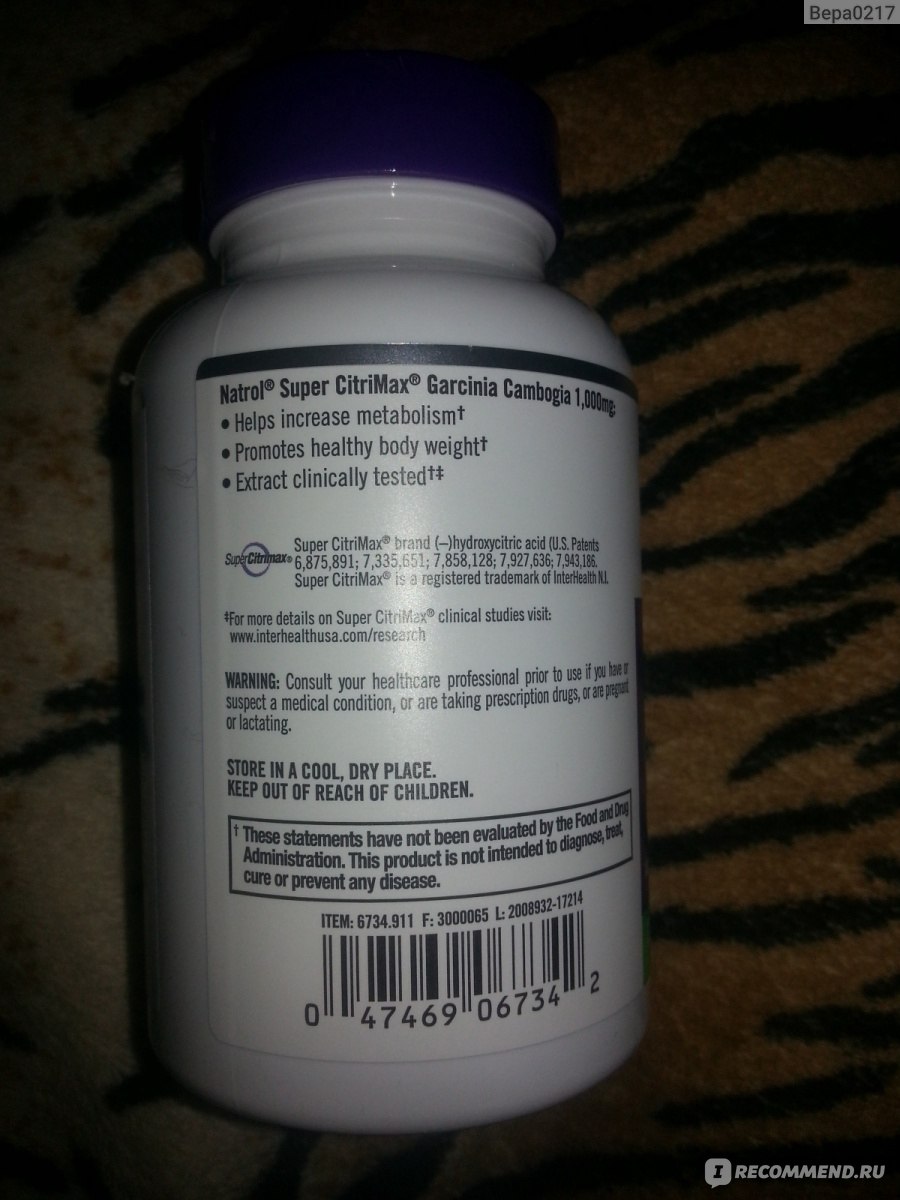 Bepa0217
Natrol® Super CitriMax® Garcinia Cambogia 1,000mg:
• Helps increase metabolism†
• Promotes healthy body weight†
• Extract clinically tested†‡
SuperCitrimax®
Super CitriMax® brand (–)hydroxycitric acid (U.S. Patents
6,875,891; 7,335,651; 7,858,128; 7,927,636; 7,943,186.
Super CitriMax® is a registered trademark of InterHealth N.I.
‡For more details on Super CitriMax® clinical studies visit:
www.interhealthusa.com/research
WARNING: Consult your healthcare professional prior to use if you have or
suspect a medical condition, or are taking prescription drugs, or are pregnant
or lactating.
STORE IN A COOL, DRY PLACE.
KEEP OUT OF REACH OF CHILDREN.
† These statements have not been evaluated by the Food and Drug
Administration. This product is not intended to diagnose, treat,
cure or prevent any disease.
ITEM: 6734.911 F: 3000065 L: 2008932-17214
0 47469 06734 2
IRECOMMEND.RU